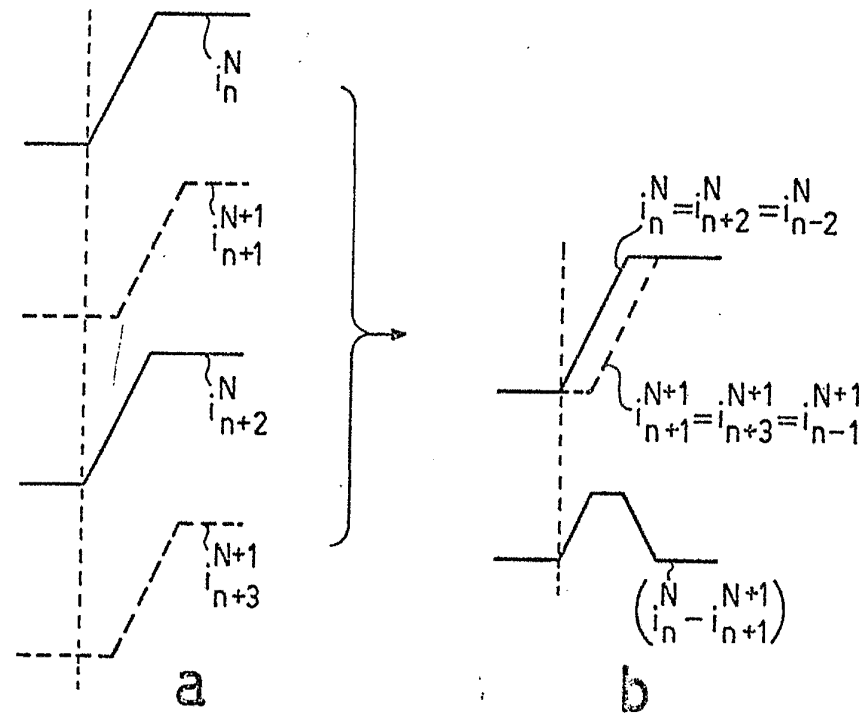 i_n^N
i_{n+1}^{N+1}
i_{n+2}^N
i_{n+3}^{N+1}
a
i_n^N = i_{n+2}^N = i_{n-2}^N
i_{n+1}^{N+1} = i_{n+3}^{N+1} = i_{n-1}^{N+1}
(i_n^N - i_{n+1}^{N+1})
b